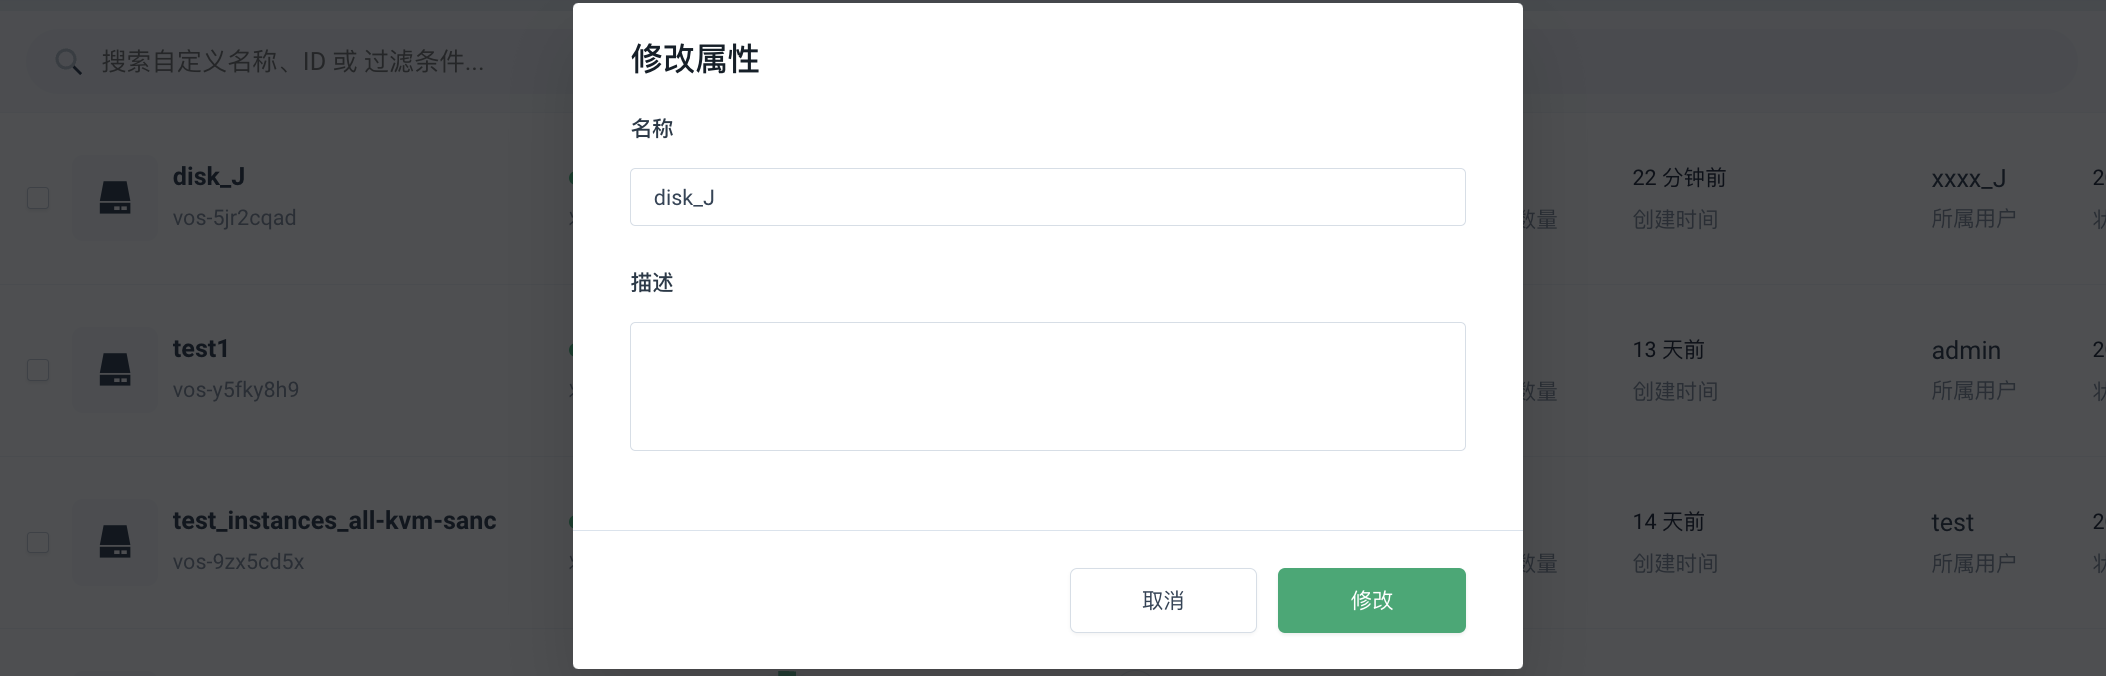 搜索自定义名称、ID 或 过滤条件...
修改属性
名称
disk_J
描述
取消
修改
disk_J
vos-5jr2cqad
数量
22 分钟前
创建时间
xxxx_J
所属用户
test1
vos-y5fky8h9
数量
13 天前
创建时间
admin
所属用户
test_instances_all-kvm-sanc
vos-9zx5cd5x
数量
14 天前
创建时间
test
所属用户